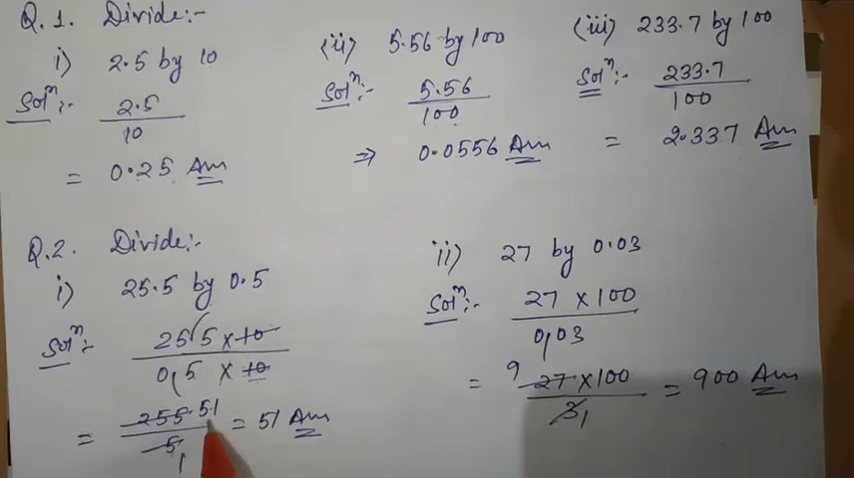 Q.1. Divide:-
i) 2.5 by 10
Solⁿ:- 2.5
10
= 0.25 Ans
(ii) 5.56 by 100
Solⁿ:- 5.56
100
⇒ 0.0556 Ans
(iii) 233.7 by 100
Solⁿ:- 233.7
100
= 2.337 Ans
Q.2. Divide:-
i) 25.5 by 0.5
Solⁿ:- 25 5 x 10
0,5 x 10
= 255 51 = 51 Ans
5 1
ii) 27 by 0.03
Solⁿ:- 27 x 100
0,03
= 9 27 x 100 = 900 Ans
3 1